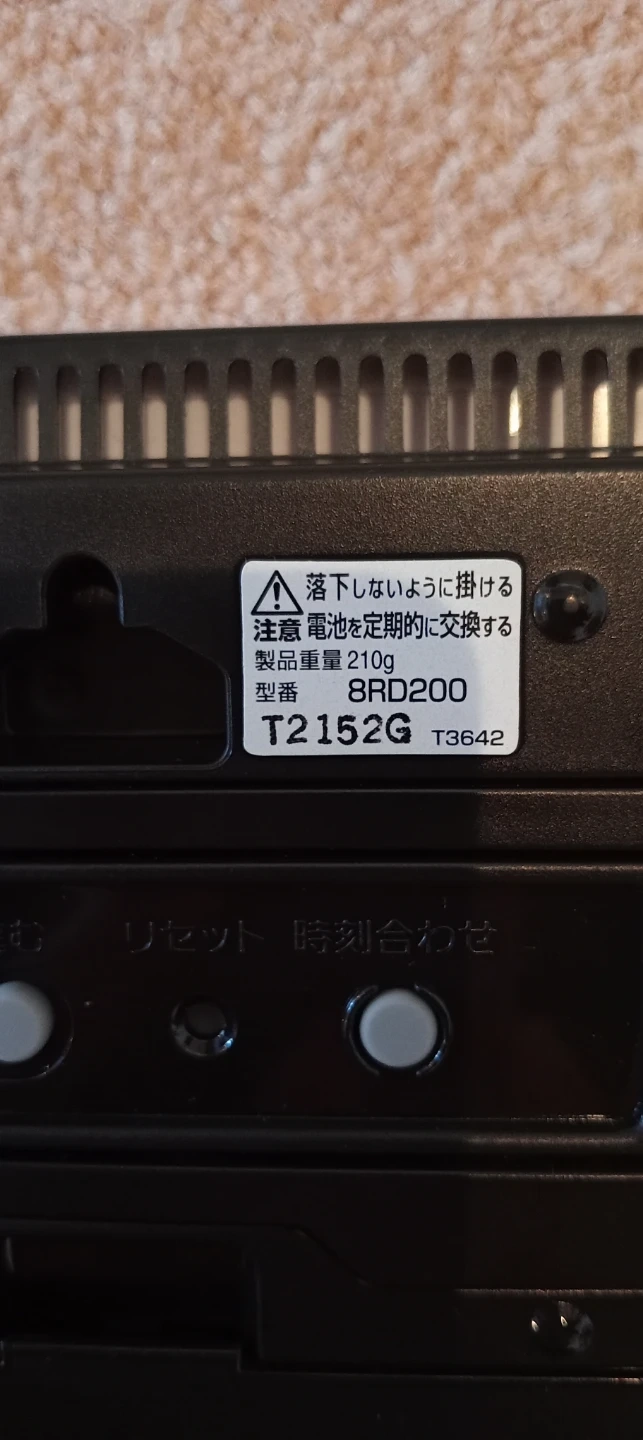 落下しないように掛ける
注意 電池を定期的に交換する
製品重量 210g
型番 8RD200
T2152G T3642
む リセット 時刻合わせ